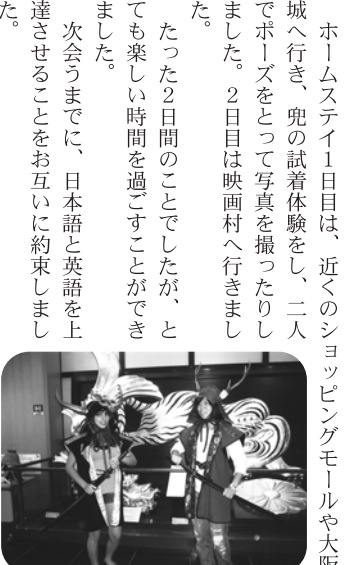 ホームステイ１日目は、近くのショッピングモールや大阪
城へ行き、兜の試着体験をし、二人
でポーズをとって写真を撮ったりし
ました。２日目は映画村へ行きまし
た。
たった２日間のことでしたが、と
ても楽しい時間を過ごすことができ
ました。
次会うまでに、日本語と英語を上
達させることをお互いに約束しまし
た。